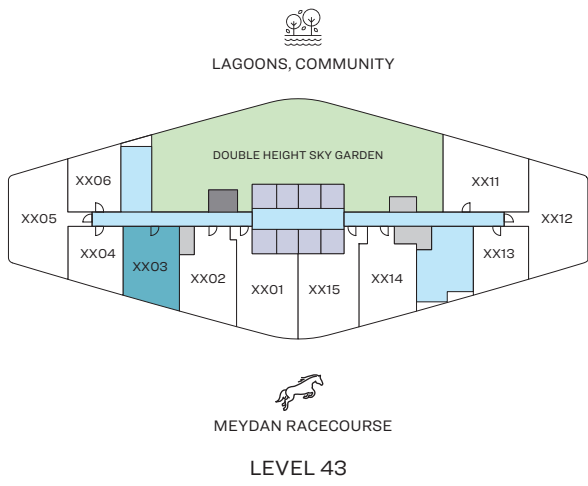 LAGOONS, COMMUNITY
DOUBLE HEIGHT SKY GARDEN
XX06
XX11
XX05
XX12
XX04
XX13
XX03
XX02
XX14
XX01
XX15
MEYDAN RACECOURSE
LEVEL 43